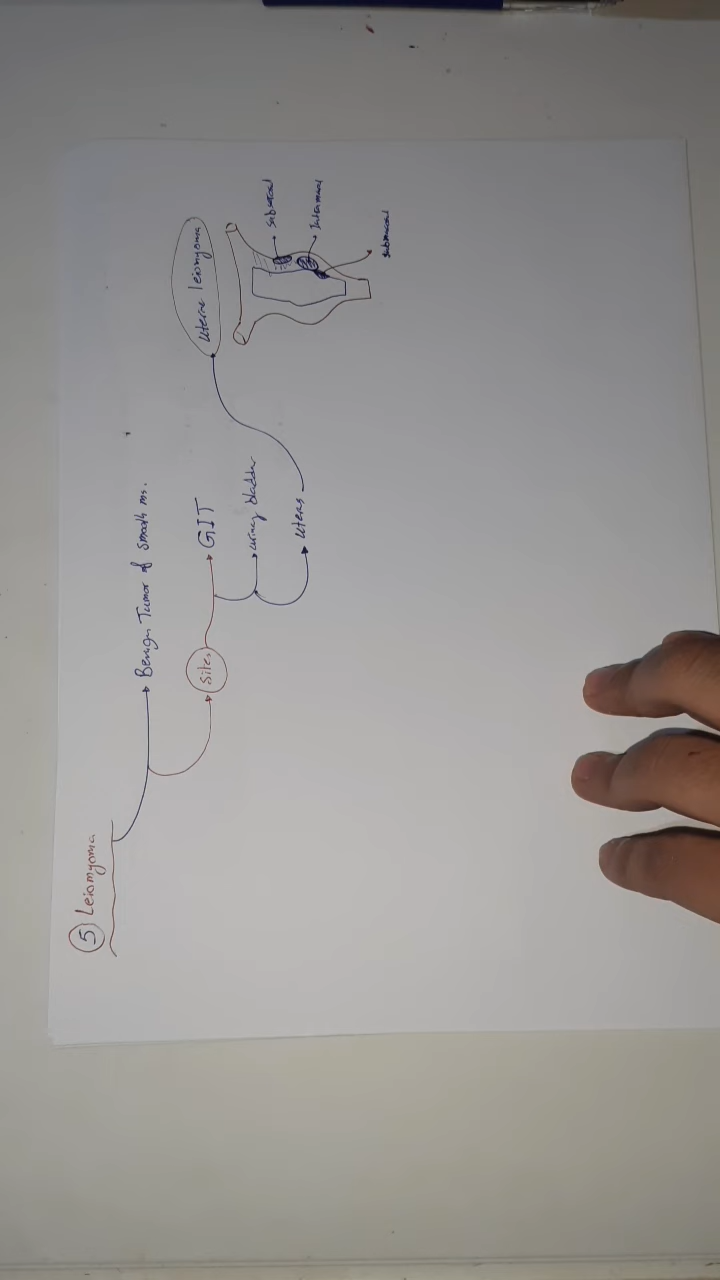 5 Leiomyoma
Benign Tumor of smooth ms.
Sites
GIT
urinary bladder
uterus
uterine leiomyoma
subserosal
Intramural
submucosal